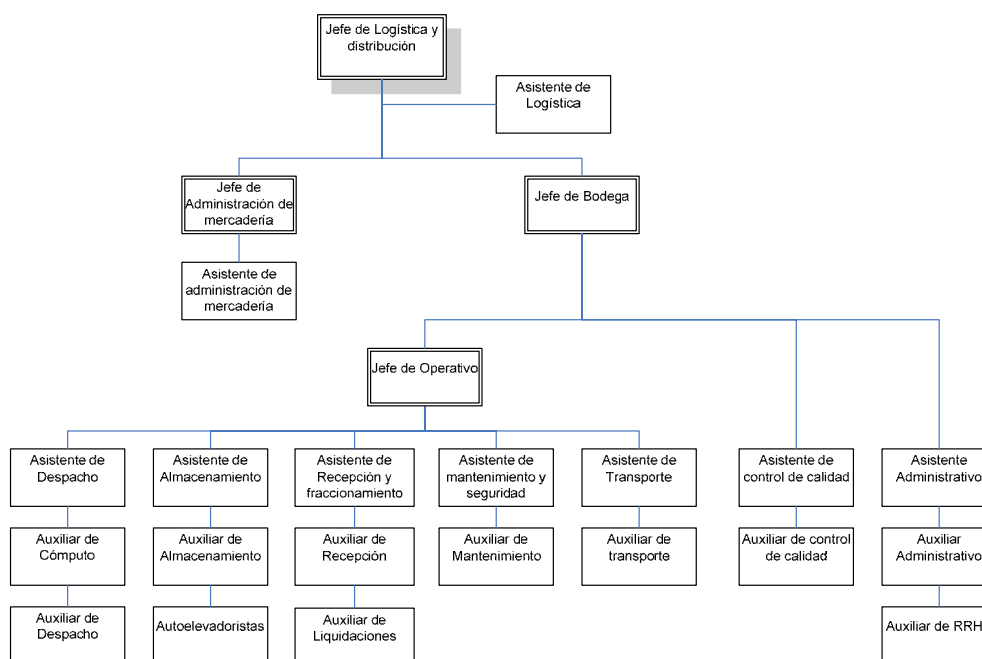 Jefe de Logística y
distribución
Asistente de
Logística
Jefe de
Administración de
mercadería
Jefe de Bodega
Asistente de
administración de
mercadería
Jefe de Operativo
Asistente de
Despacho
Asistente de
Almacenamiento
Asistente de
Recepción y
fraccionamiento
Asistente de
mantenimiento y
seguridad
Asistente de
Transporte
Asistente de
control de calidad
Asistente
Administrativo
Auxiliar de
Cómputo
Auxiliar de
Almacenamiento
Auxiliar de
Recepción
Auxiliar de
Mantenimiento
Auxiliar de
transporte
Auxiliar de control
de calidad
Auxiliar
Administrativo
Auxiliar de
Despacho
Autoelevadoristas
Auxiliar de
Liquidaciones
Auxiliar de RRH